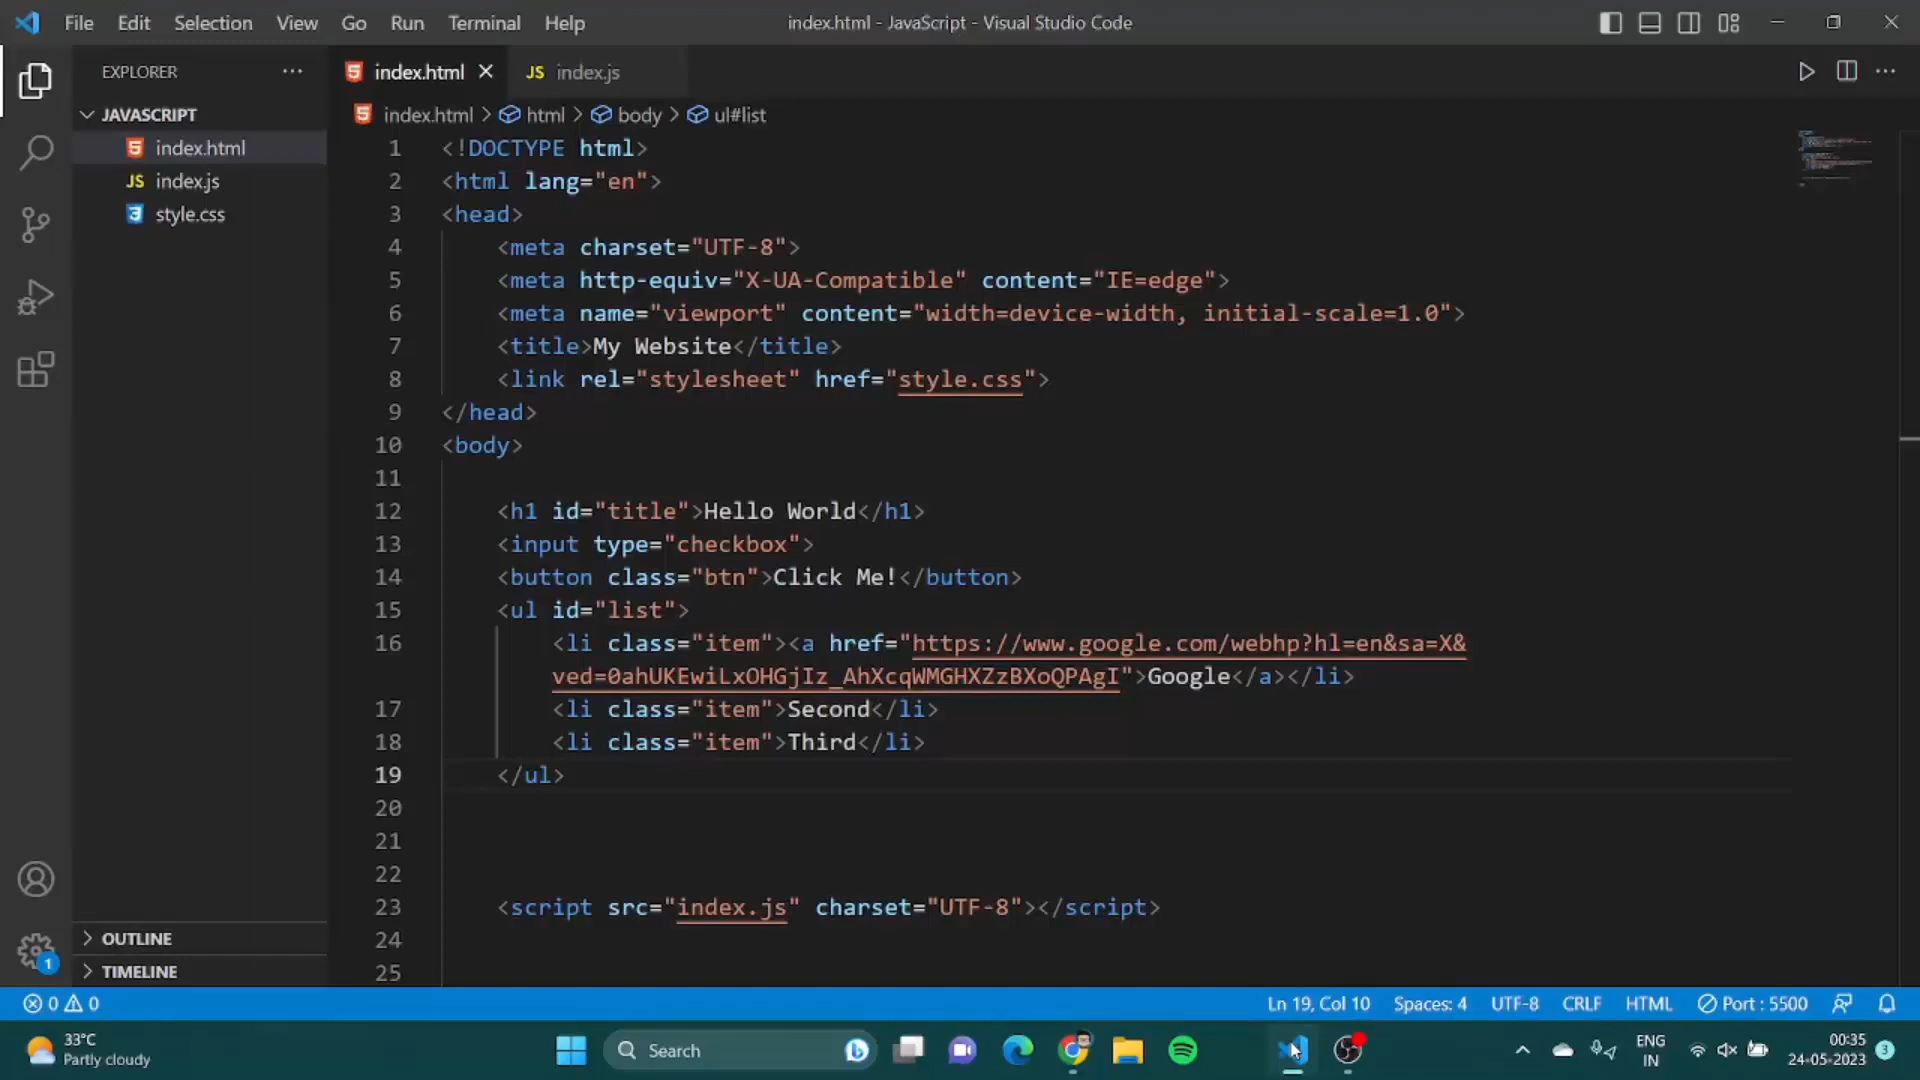 File Edit Selection View Go Run Terminal Help
index.html - JavaScript - Visual Studio Code
EXPLORER
JAVASCRIPT
index.html
JS index.js
style.css
OUTLINE
TIMELINE
index.html
JS index.js
index.html > html > body > ul#list
1 <!DOCTYPE html>
2 <html lang="en">
3 <head>
4 <meta charset="UTF-8">
5 <meta http-equiv="X-UA-Compatible" content="IE=edge">
6 <meta name="viewport" content="width=device-width, initial-scale=1.0">
7 <title>My Website</title>
8 <link rel="stylesheet" href="style.css">
9 </head>
10 <body>
11
12 <h1 id="title">Hello World</h1>
13 <input type="checkbox">
14 <button class="btn">Click Me!</button>
15 <ul id="list">
16 <li class="item"><a href="https://www.google.com/webhp?hl=en&sa=X&
ved=0ahUKEwiLxOHGjIz_AhXcqWMGHXZzBXoQPAgI">Google</a></li>
17 <li class="item">Second</li>
18 <li class="item">Third</li>
19 </ul>
20
21
22
23 <script src="index.js" charset="UTF-8"></script>
24
25
1
0 0
Ln 19, Col 10 Spaces: 4 UTF-8 CRLF HTML Port : 5500
33°C
Partly cloudy
Search
ENG
IN
00:35
24-05-2023
3